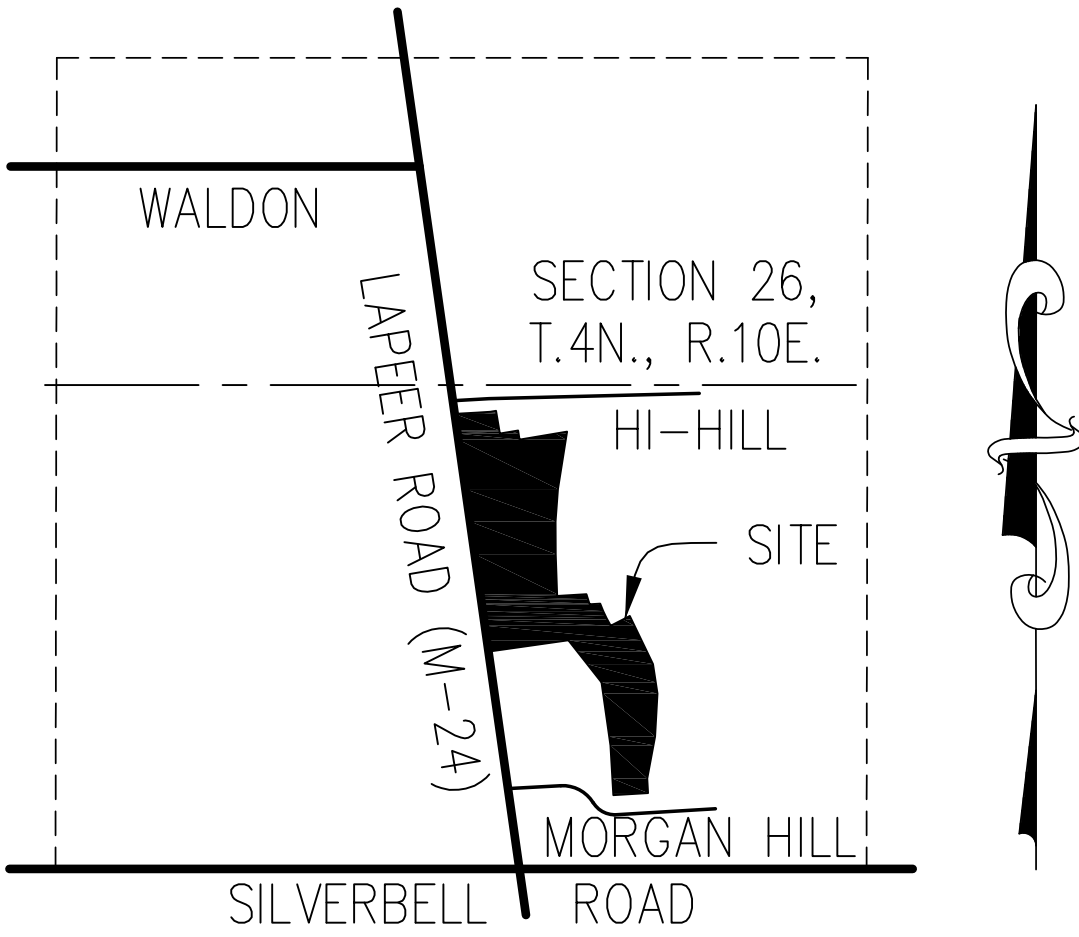 WALDON
SECTION 26,
T.4N., R.10E.
LAPEER ROAD (M-24)
HI-HILL
SITE
MORGAN HILL
SILVERBELL ROAD